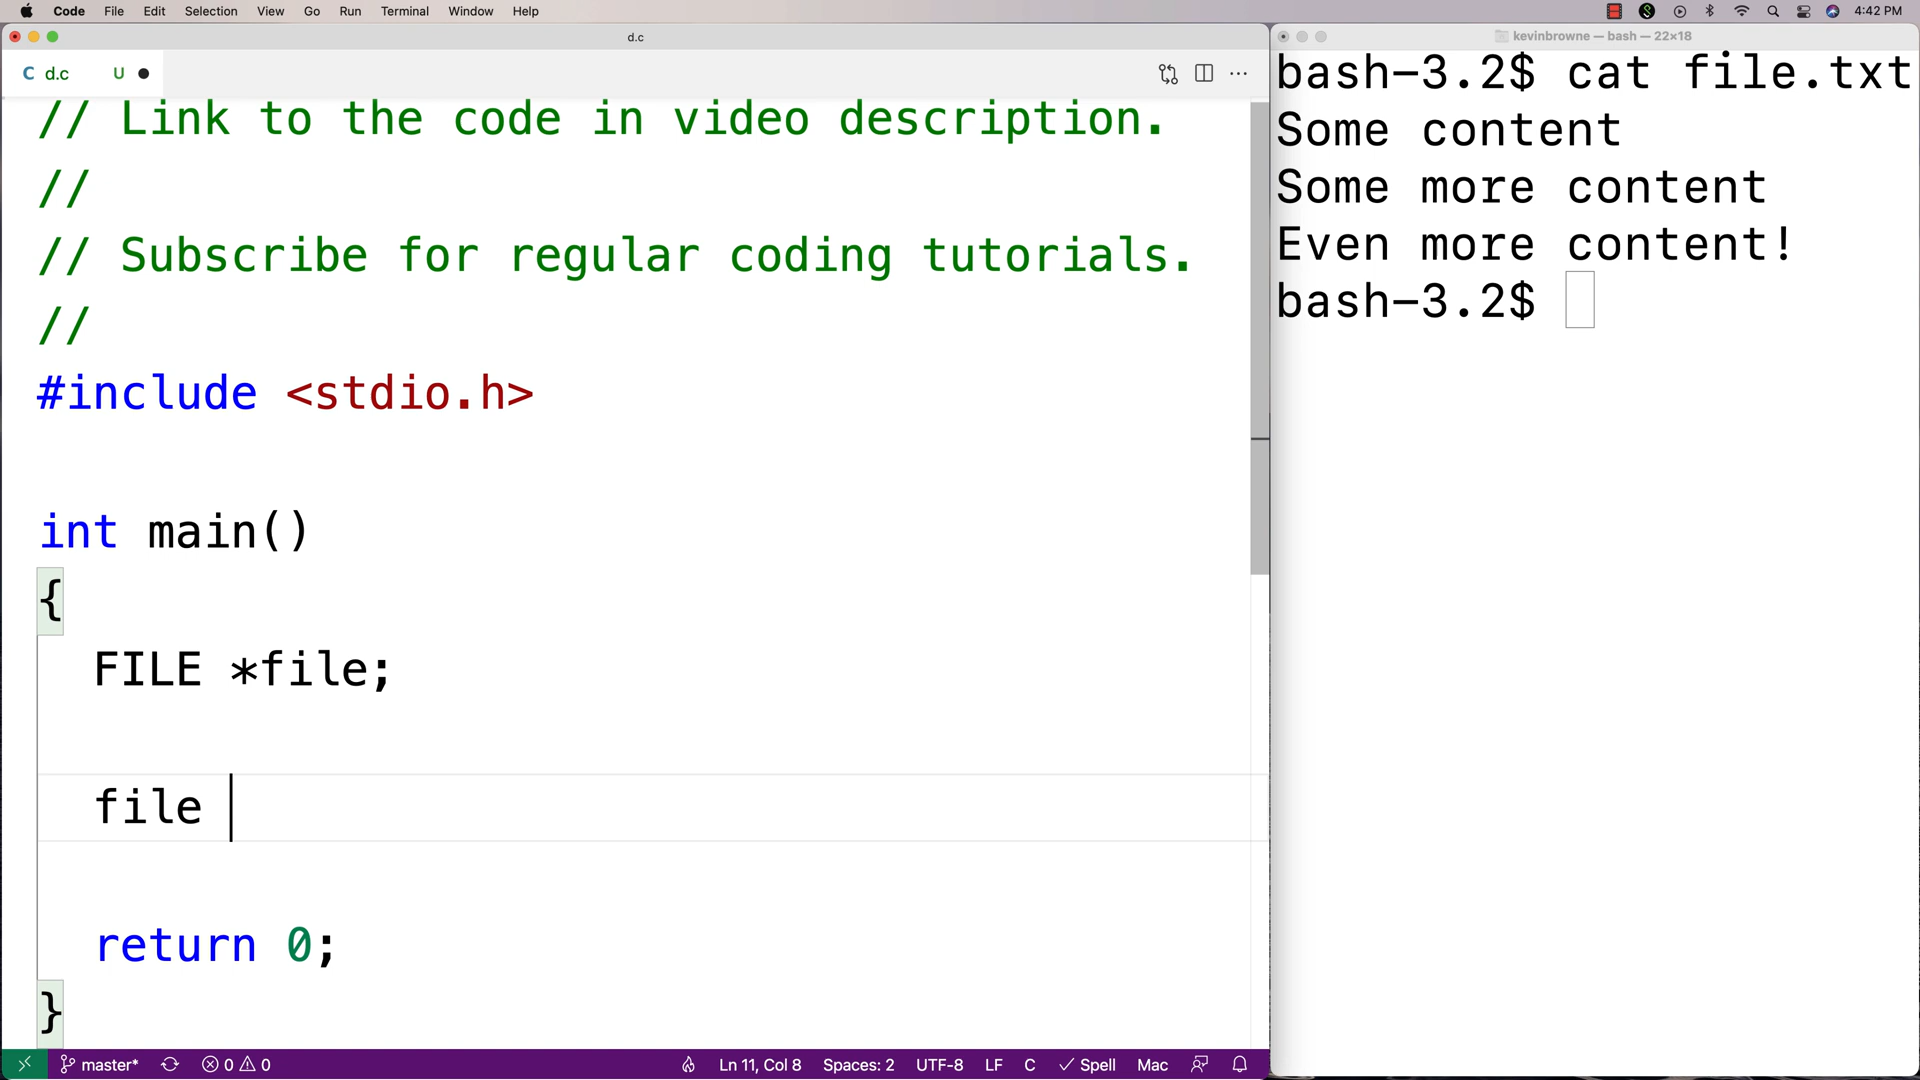 Code File Edit Selection View Go Run Terminal Window Help 4:42 PM
d.c
C d.c U
// Link to the code in video description.
//
// Subscribe for regular coding tutorials.
//
#include <stdio.h>
int main()
{
FILE *file;
file
return 0;
}
master* 0 0 Ln 11, Col 8 Spaces: 2 UTF-8 LF C Spell Mac
kevinbrowne — bash — 22×18
bash-3.2$ cat file.txt
Some content
Some more content
Even more content!
bash-3.2$